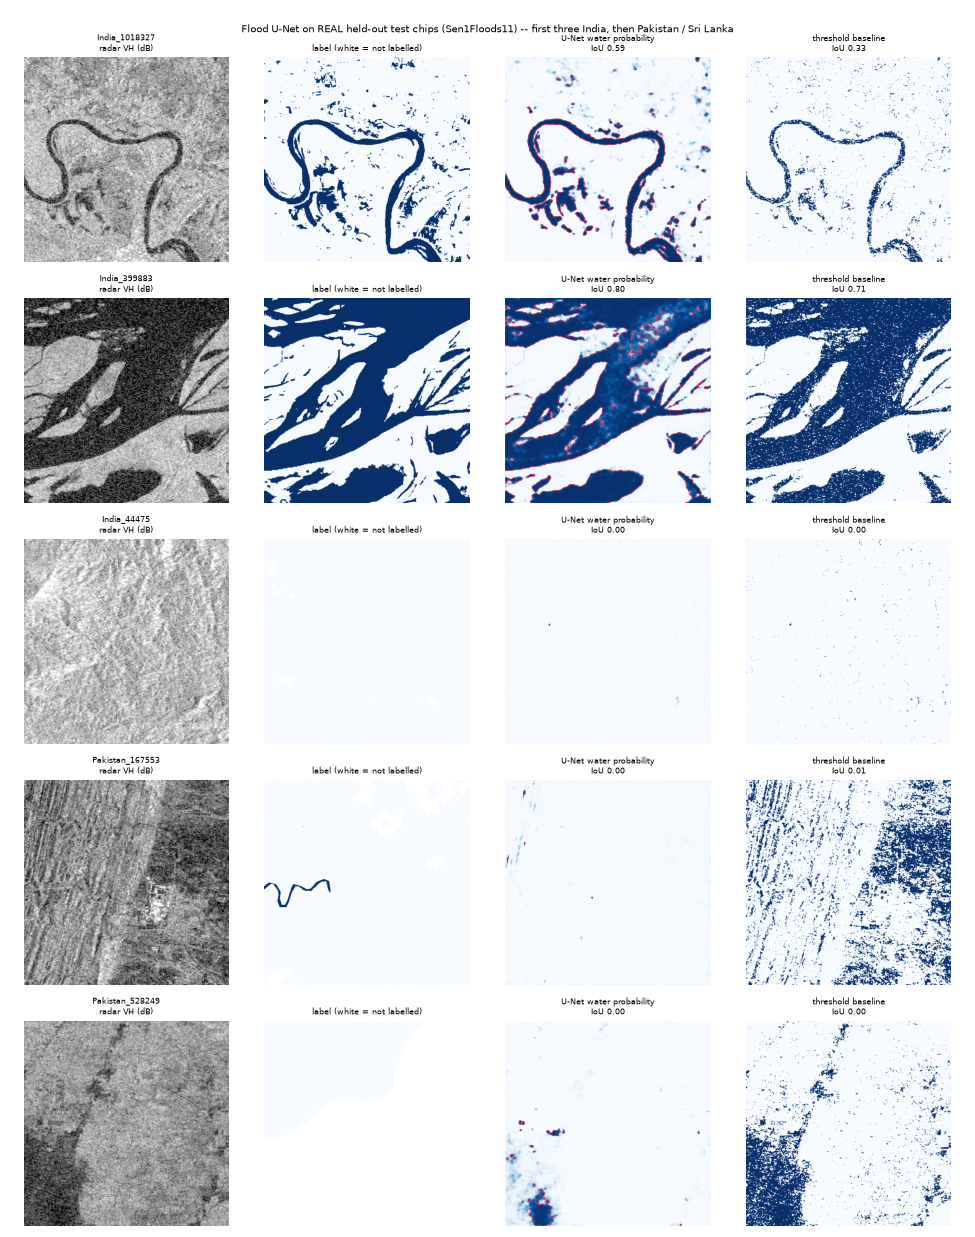 Flood U-Net on REAL held-out test chips (Sen1Floods11) -- first three India, then Pakistan / Sri Lanka
India_1018327
radar VH (dB)
label (white = not labelled)
U-Net water probability
IoU 0.59
threshold baseline
IoU 0.33
India_399883
radar VH (dB)
label (white = not labelled)
U-Net water probability
IoU 0.80
threshold baseline
IoU 0.71
India_44475
radar VH (dB)
label (white = not labelled)
U-Net water probability
IoU 0.00
threshold baseline
IoU 0.00
Pakistan_167553
radar VH (dB)
label (white = not labelled)
U-Net water probability
IoU 0.00
threshold baseline
IoU 0.01
Pakistan_528249
radar VH (dB)
label (white = not labelled)
U-Net water probability
IoU 0.00
threshold baseline
IoU 0.00